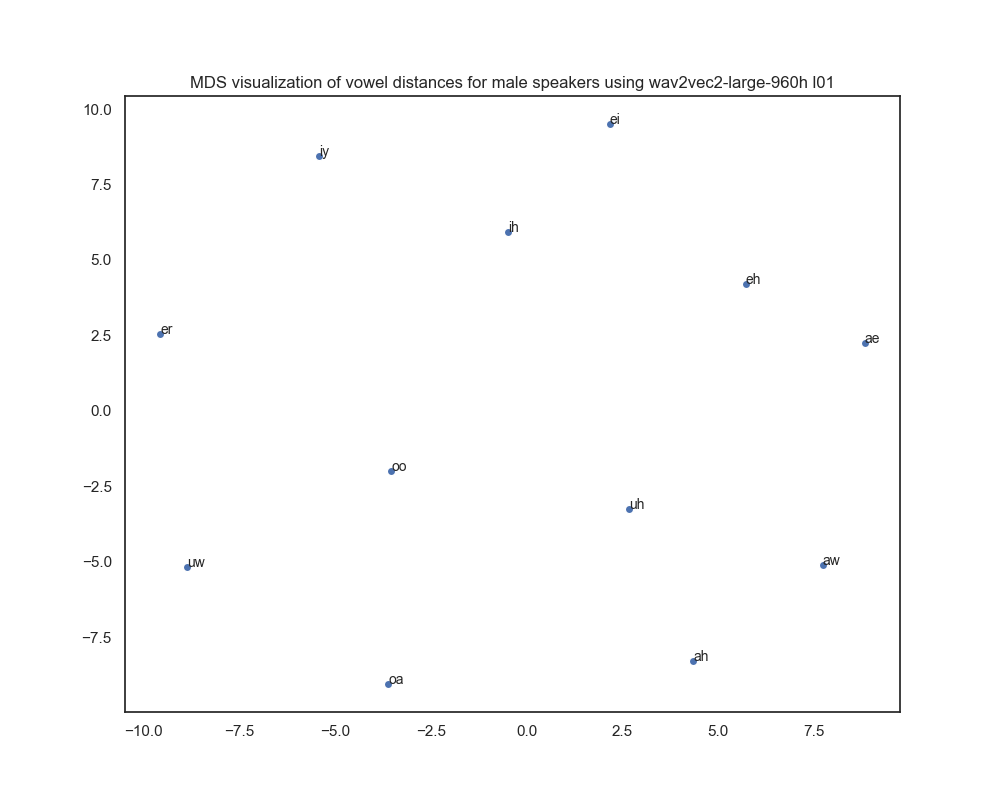 MDS visualization of vowel distances for male speakers using wav2vec2-large-960h l01
10.0
ei
iy
7.5
ih
5.0
eh
er
2.5
ae
0.0
oo
−2.5
uh
−5.0
uw
aw
−7.5
ah
oa
−10.0 −7.5 −5.0 −2.5 0.0 2.5 5.0 7.5